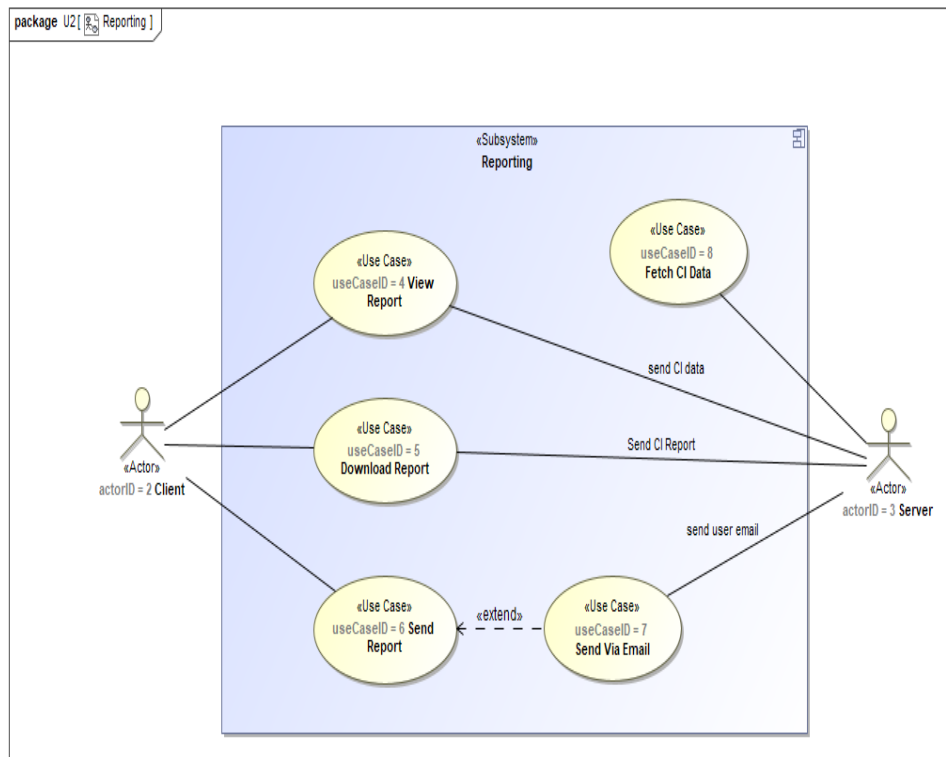 package U2[ Reporting ]
«Subsystem»
Reporting
«Use Case»
useCaseID = 8
Fetch CI Data
«Use Case»
useCaseID = 4 View
Report
send CI data
«Use Case»
useCaseID = 5
Download Report
Send CI Report
«Actor»
actorID = 2 Client
«Actor»
actorID = 3 Server
send user email
«Use Case»
useCaseID = 6 Send
Report
«extend»
«Use Case»
useCaseID = 7
Send Via Email